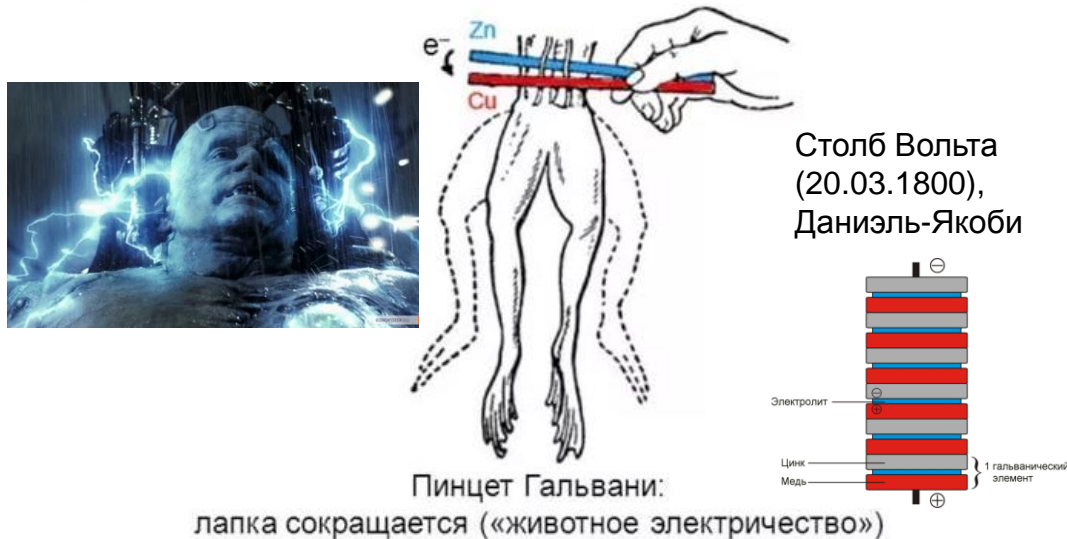 Zn
e⁻
Cu
Столб Вольта
(20.03.1800),
Даниэль-Якоби
⊖
Электролит
⊖
⊕
Цинк
Медь
1 гальванический
элемент
⊕
Пинцет Гальвани:
лапка сокращается («животное электричество»)